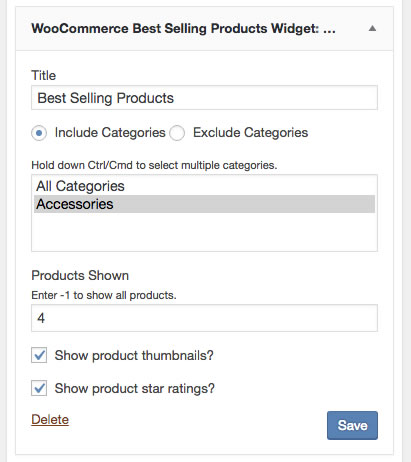 WooCommerce Best Selling Products Widget: ...
Title
Best Selling Products
Include Categories Exclude Categories
Hold down Ctrl/Cmd to select multiple categories.
All Categories
Accessories
Products Shown
Enter -1 to show all products.
4
Show product thumbnails?
Show product star ratings?
Delete Save